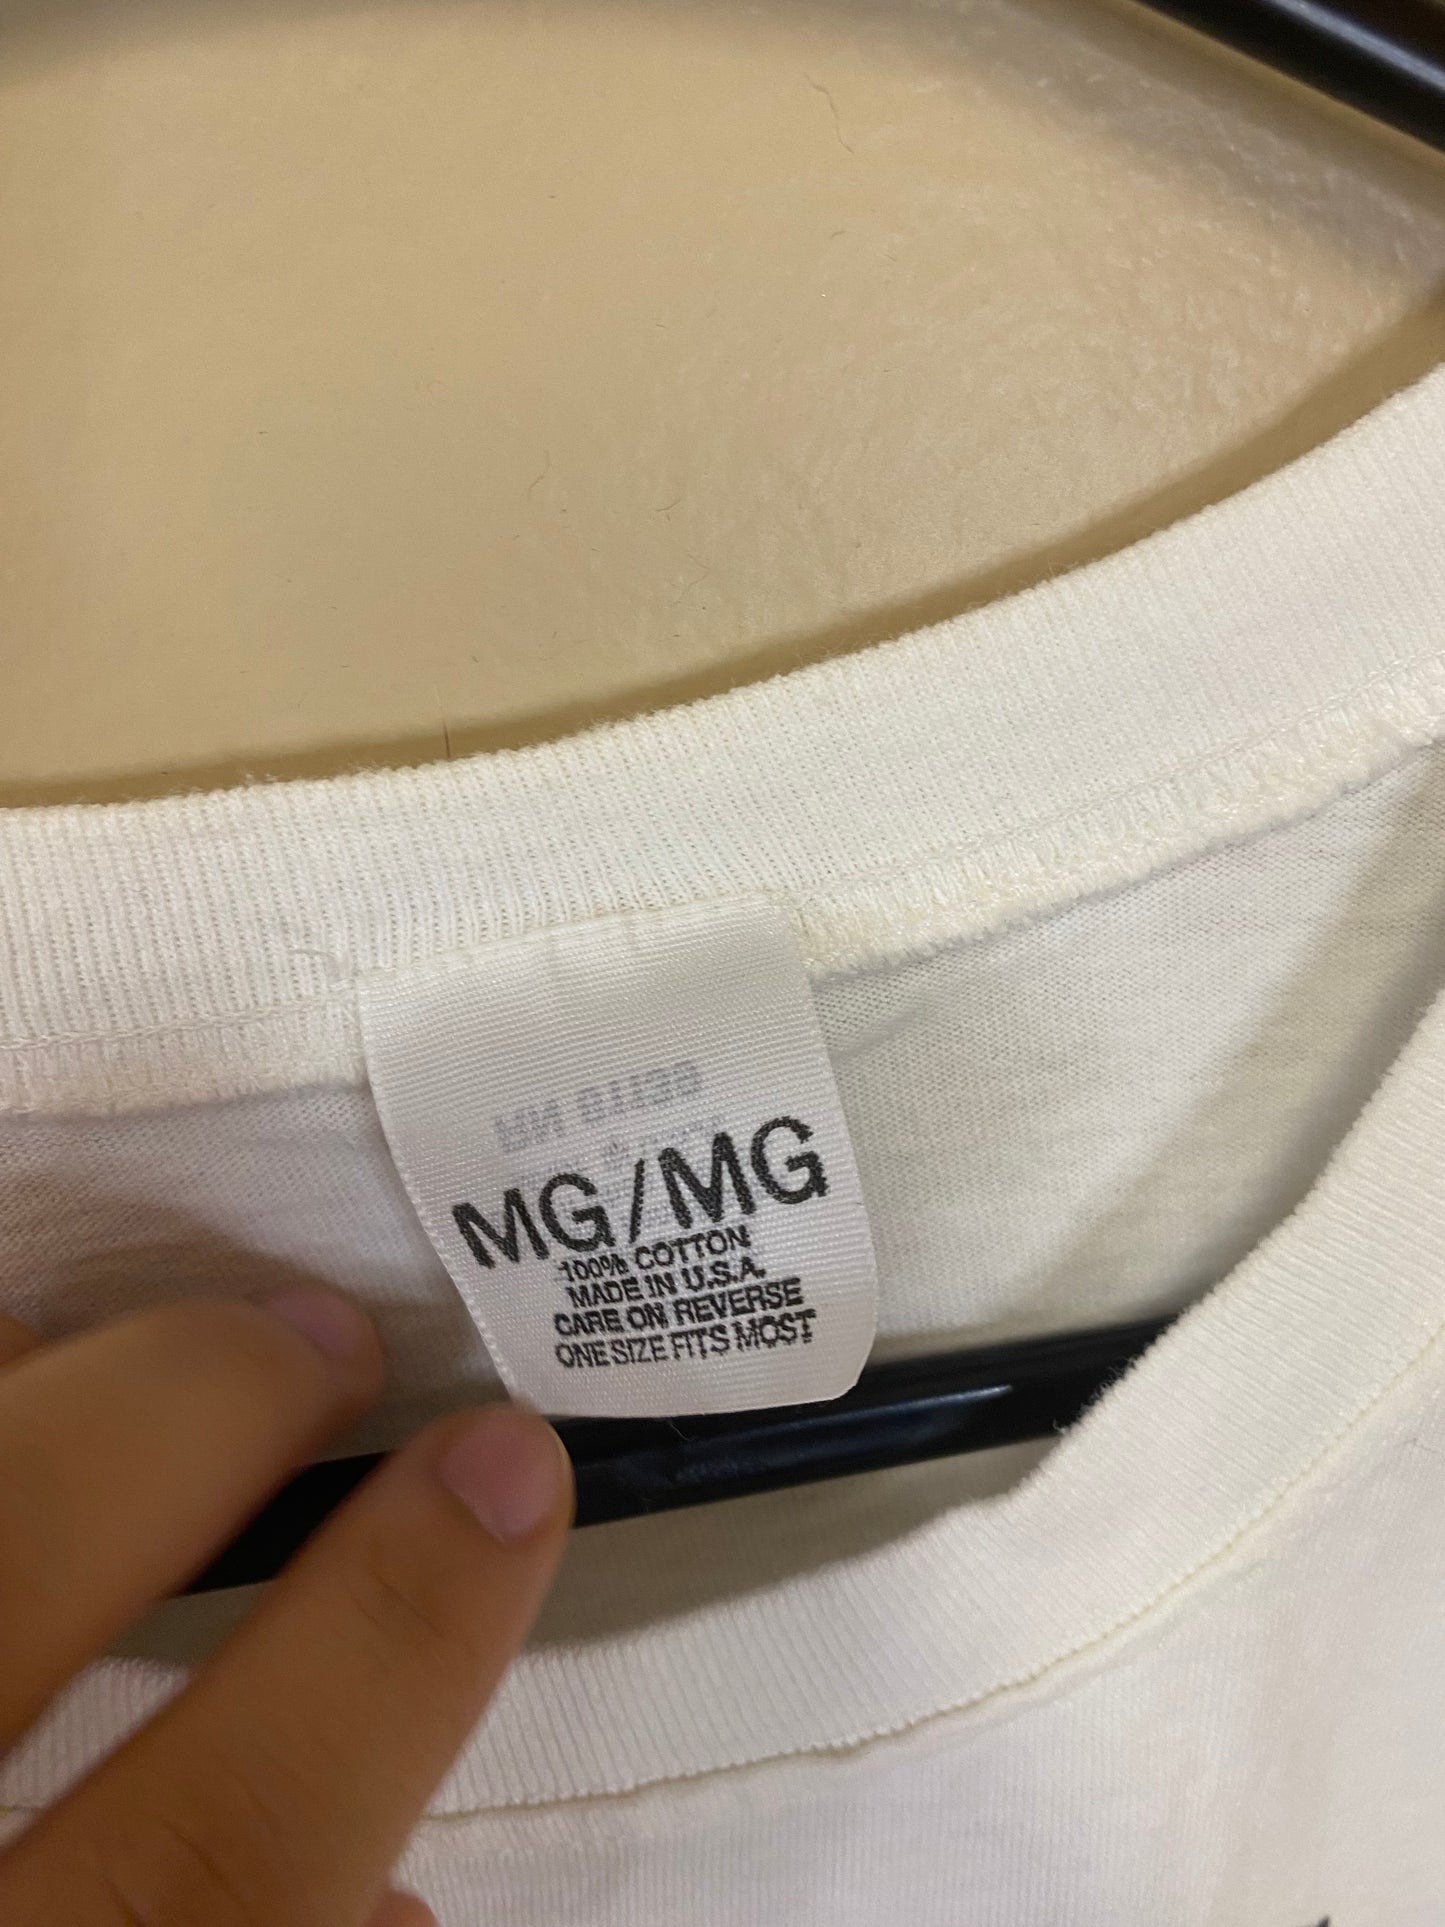 MG/MG
100% COTTON
MADE IN U.S.A.
CARE ON REVERSE
ONE SIZE FITS MOST